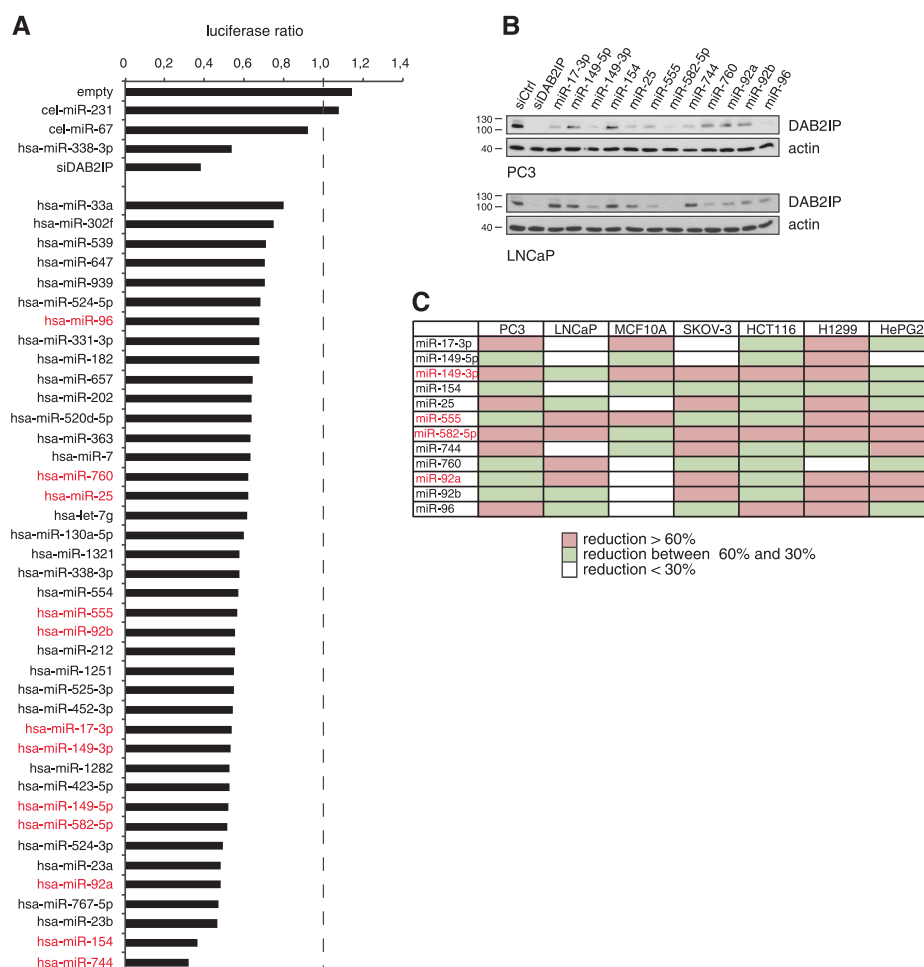 A
luciferase ratio
0 0,2 0,4 0,6 0,8 1,0 1,2 1,4
empty
cel-miR-231
cel-miR-67
hsa-miR-338-3p
siDAB2IP
hsa-miR-33a
hsa-miR-302f
hsa-miR-539
hsa-miR-647
hsa-miR-939
hsa-miR-524-5p
hsa-miR-96
hsa-miR-331-3p
hsa-miR-182
hsa-miR-657
hsa-miR-202
hsa-miR-520d-5p
hsa-miR-363
hsa-miR-7
hsa-miR-760
hsa-miR-25
hsa-let-7g
hsa-miR-130a-5p
hsa-miR-1321
hsa-miR-338-3p
hsa-miR-554
hsa-miR-555
hsa-miR-92b
hsa-miR-212
hsa-miR-1251
hsa-miR-525-3p
hsa-miR-452-3p
hsa-miR-17-3p
hsa-miR-149-3p
hsa-miR-1282
hsa-miR-423-5p
hsa-miR-149-5p
hsa-miR-582-5p
hsa-miR-524-3p
hsa-miR-23a
hsa-miR-92a
hsa-miR-767-5p
hsa-miR-23b
hsa-miR-154
hsa-miR-744
B
siCtrl siDAB2IP miR-17-3p miR-149-5p miR-149-3p miR-154 miR-25 miR-555 miR-582-5p miR-744 miR-760 miR-92a miR-92b miR-96
130
100
DAB2IP
40
actin
PC3
130
100
DAB2IP
40
actin
LNCaP
C
PC3 LNCaP MCF10A SKOV-3 HCT116 H1299 HePG2
miR-17-3p
miR-149-5p
miR-149-3p
miR-154
miR-25
miR-555
miR-582-5p
miR-744
miR-760
miR-92a
miR-92b
miR-96
reduction > 60%
reduction between 60% and 30%
reduction < 30%